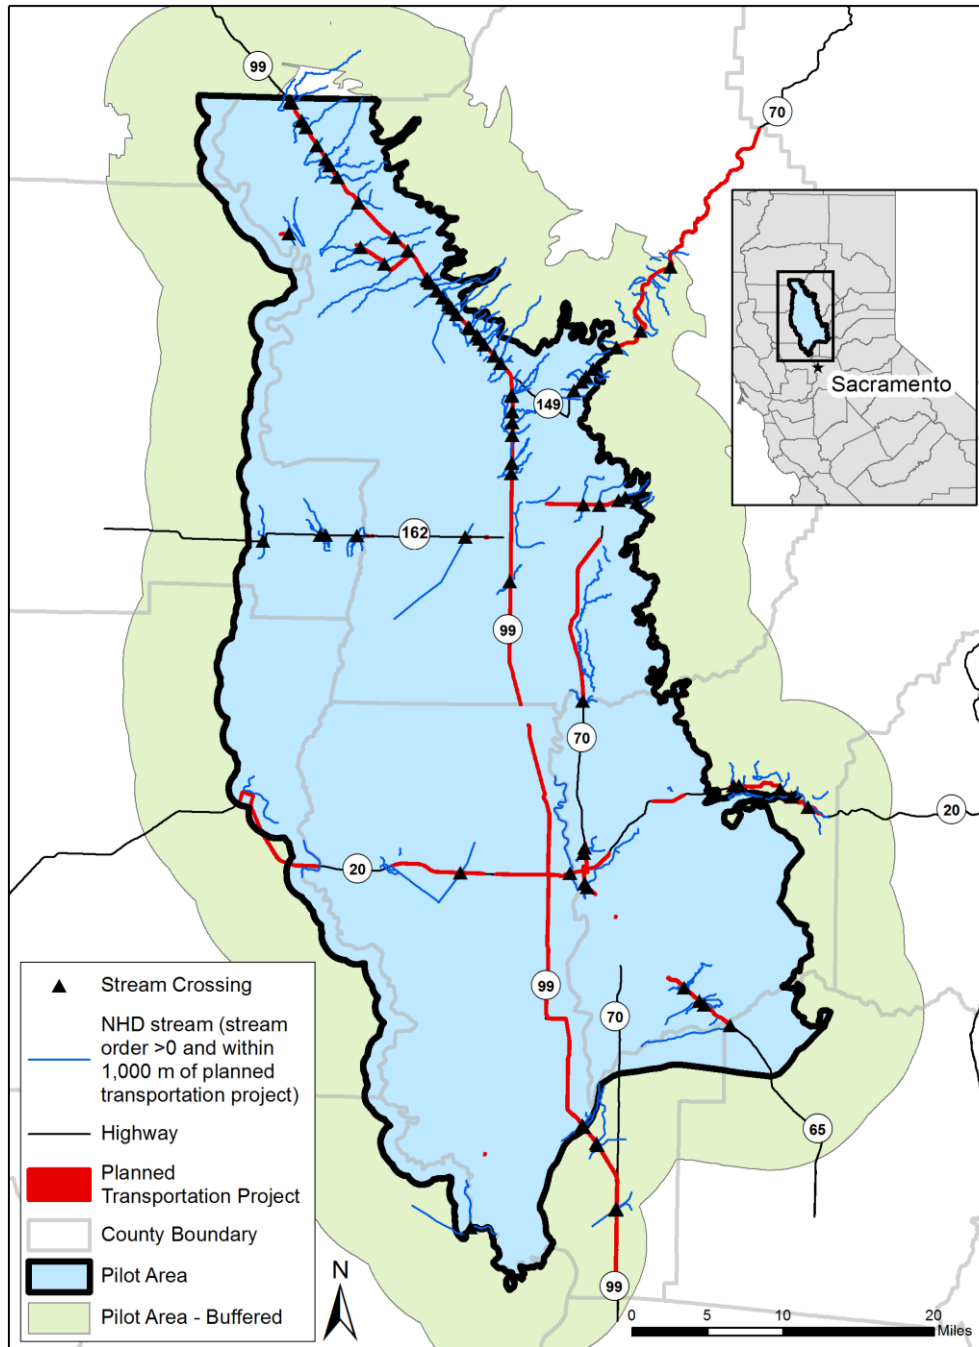 99
70
Sacramento
149
162
99
70
20
20
99
70
65
99
Stream Crossing
NHD stream (stream
order >0 and within
1,000 m of planned
transportation project)
Highway
Planned
Transportation Project
County Boundary
Pilot Area
Pilot Area - Buffered
N
0 5 10 20
Miles